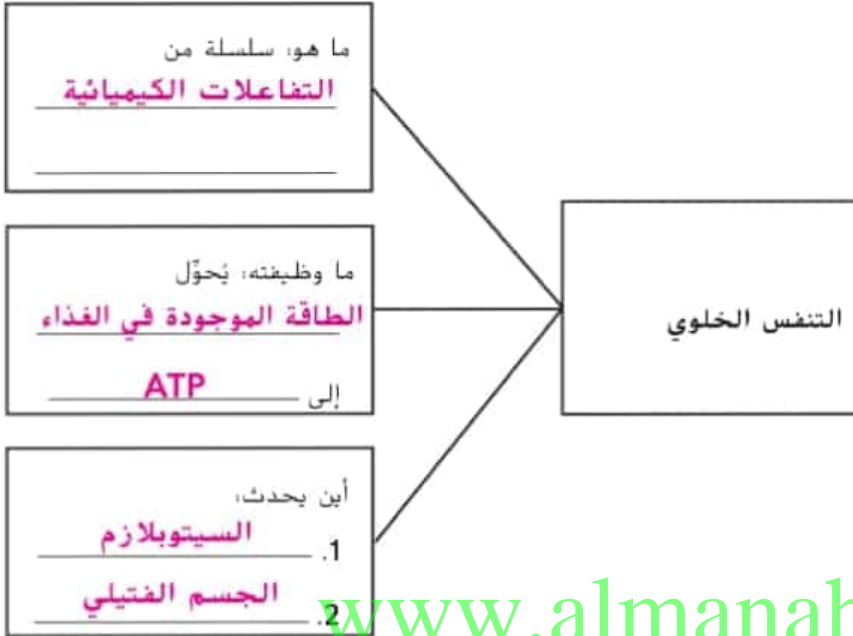 ما هو: سلسلة من
التفاعلات الكيميائية
ما وظيفته: يُحوِّل
الطاقة الموجودة في الغذاء
إلى ATP
أين يحدث:
1. السيتوبلازم
2. الجسم الفتيلي
التنفس الخلوي
www.almanah